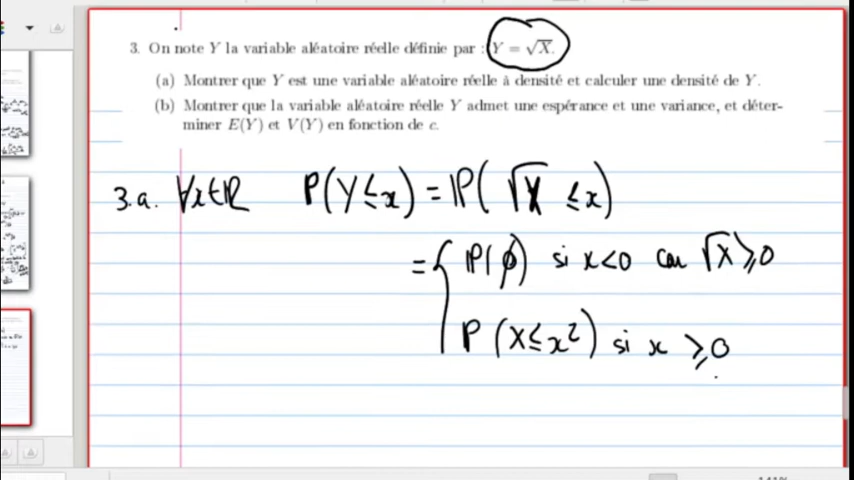 3. On note Y la variable aléatoire réelle définie par : Y = √X.
(a) Montrer que Y est une variable aléatoire réelle à densité et calculer une densité de Y.
(b) Montrer que la variable aléatoire réelle Y admet une espérance et une variance, et déter-
miner E(Y) et V(Y) en fonction de c.
3.a. ∀x∈ℝ P(Y≤x) = ℙ(√X ≤x)
= { ℙ(∅) si x<0 car √X ≥0
P(X≤x²) si x ≥0